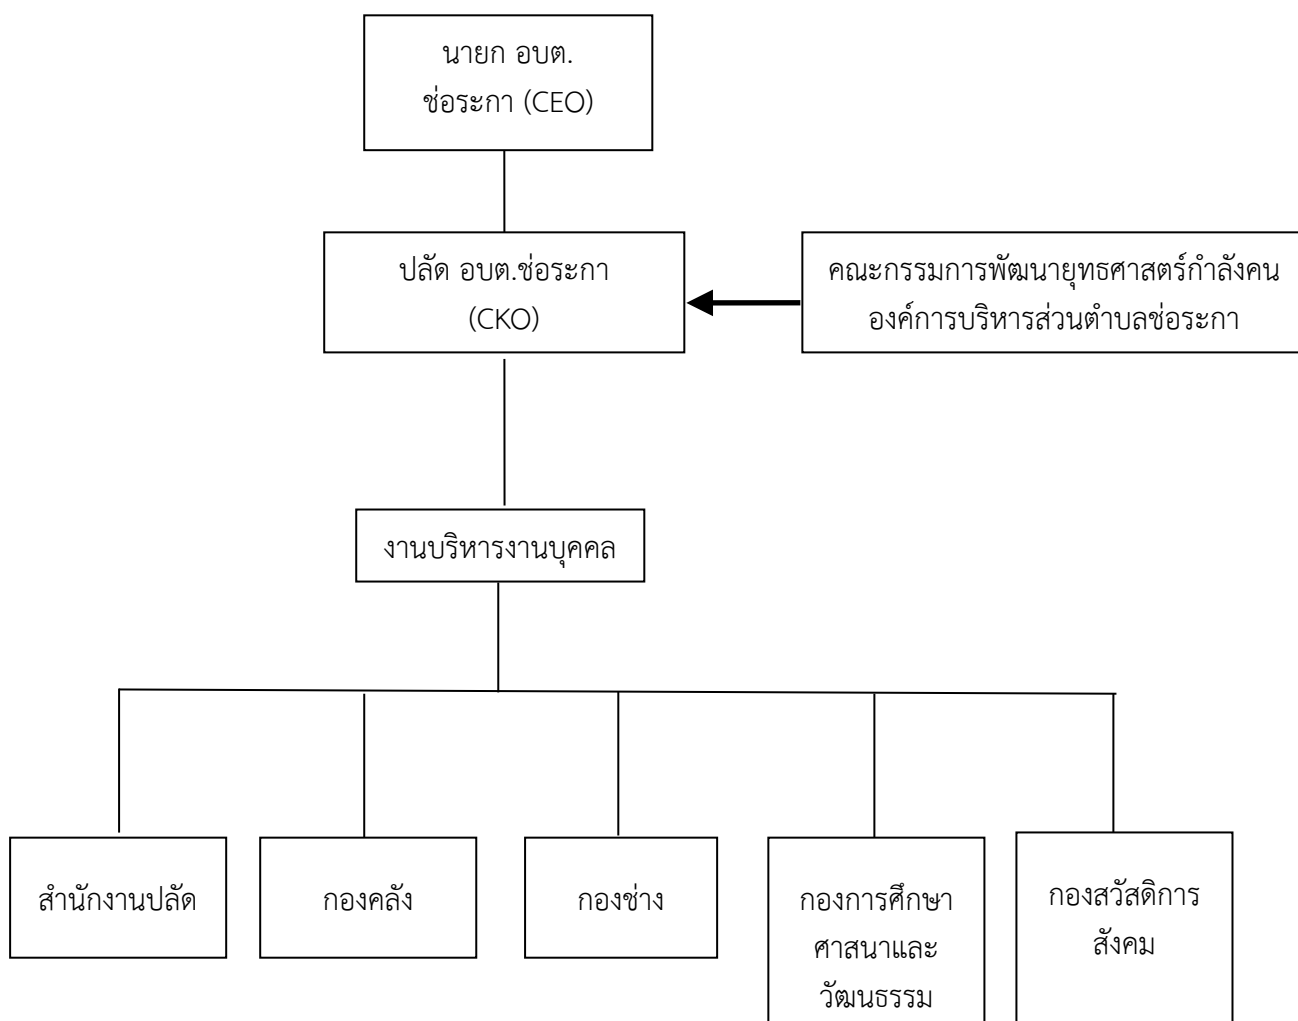 นายก อบต.
ช่อระกา (CEO)
ปลัด อบต.ช่อระกา
(CKO)
คณะกรรมการพัฒนายุทธศาสตร์กำลังคน
องค์การบริหารส่วนตำบลช่อระกา
งานบริหารงานบุคคล
สำนักงานปลัด
กองคลัง
กองช่าง
กองการศึกษา
ศาสนาและ
วัฒนธรรม
กองสวัสดิการ
สังคม